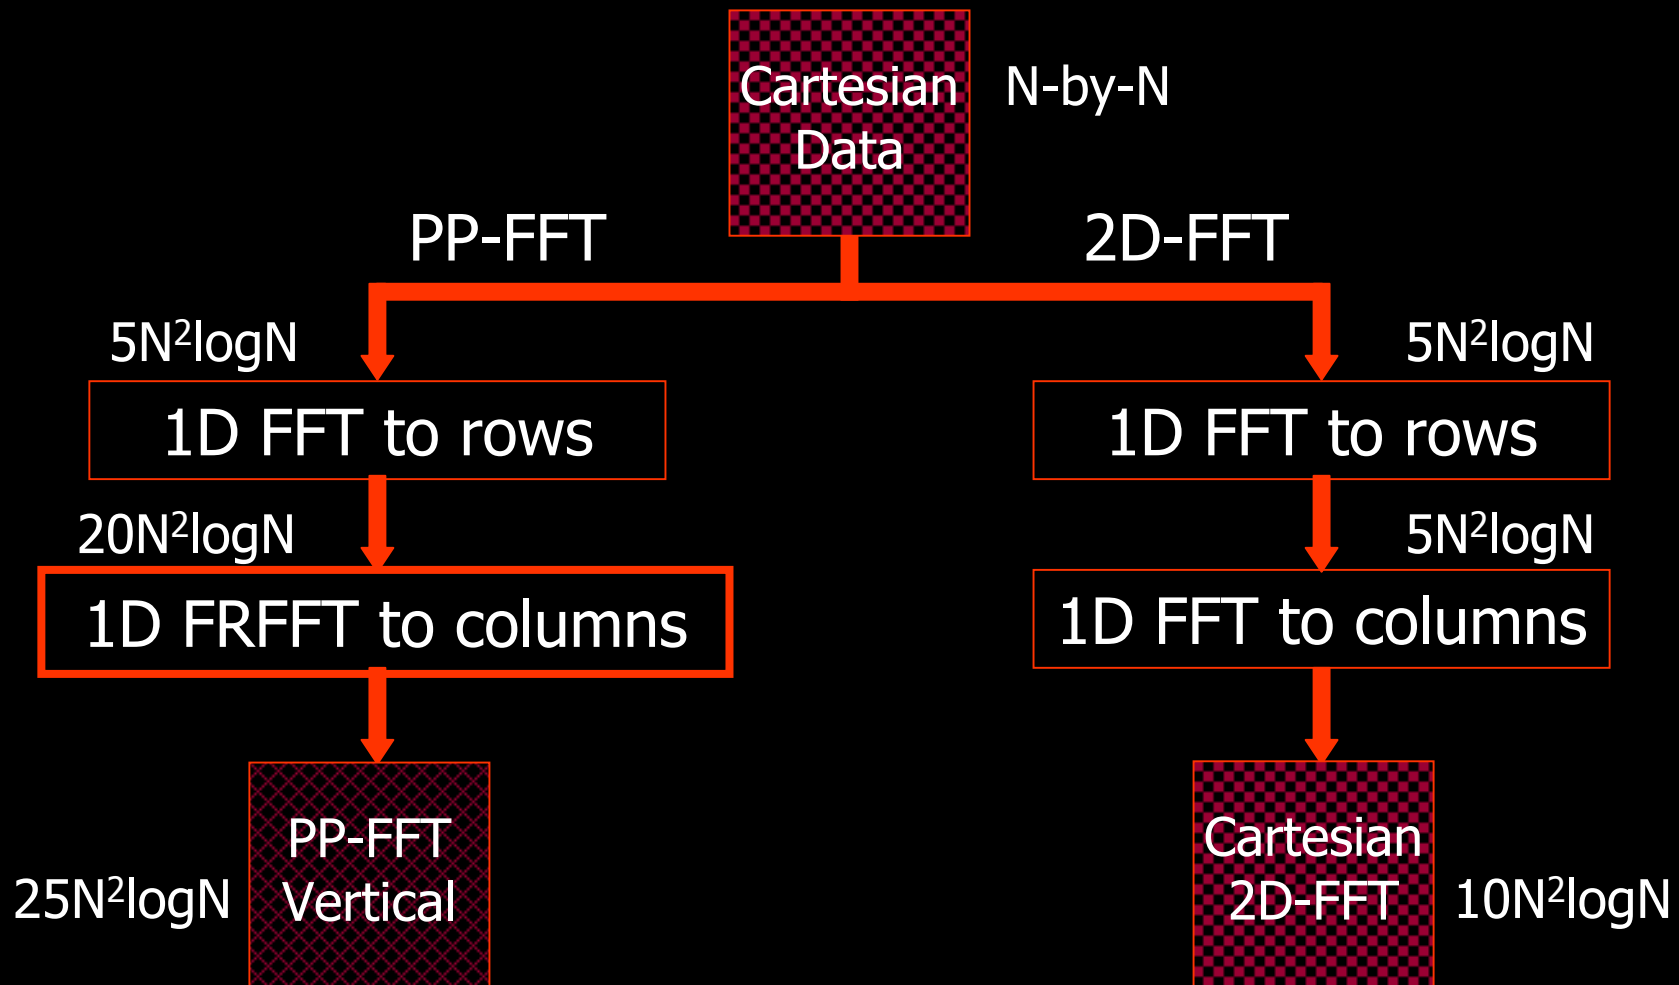 Cartesian
Data
N-by-N
PP-FFT
2D-FFT
5N²logN
5N²logN
1D FFT to rows
1D FFT to rows
20N²logN
5N²logN
1D FRFFT to columns
1D FFT to columns
PP-FFT
Vertical
25N²logN
Cartesian
2D-FFT
10N²logN